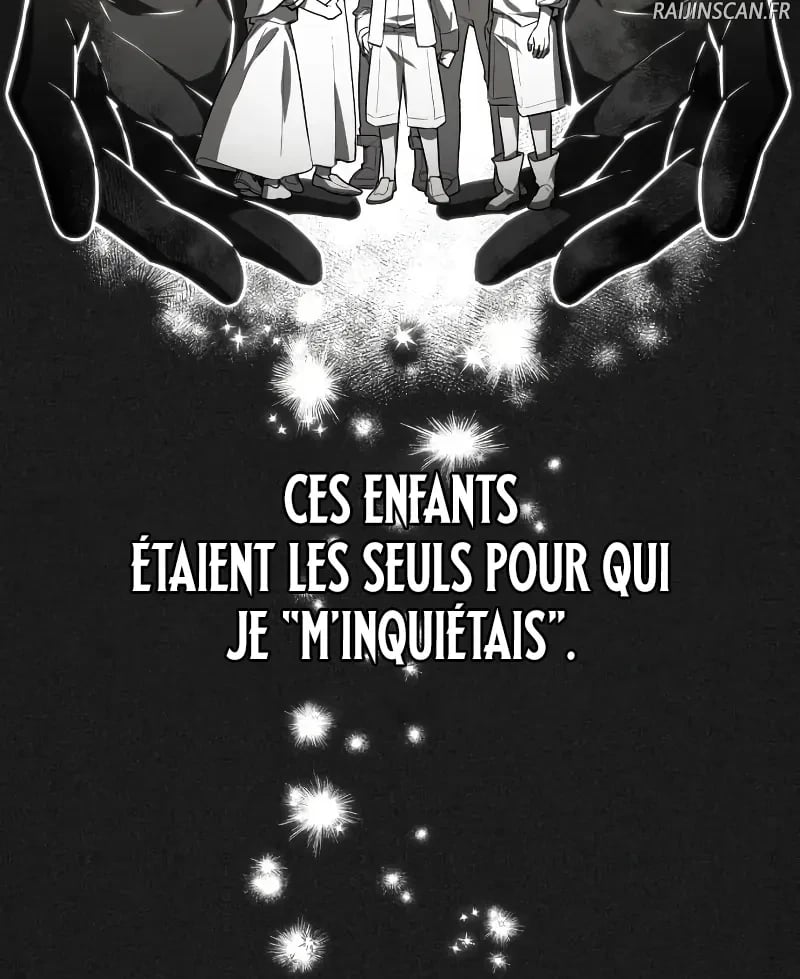 RAIJINSCAN.FR
CES ENFANTS
ÉTAIENT LES SEULS POUR QUI
JE “M'INQUIÉTAIS”.